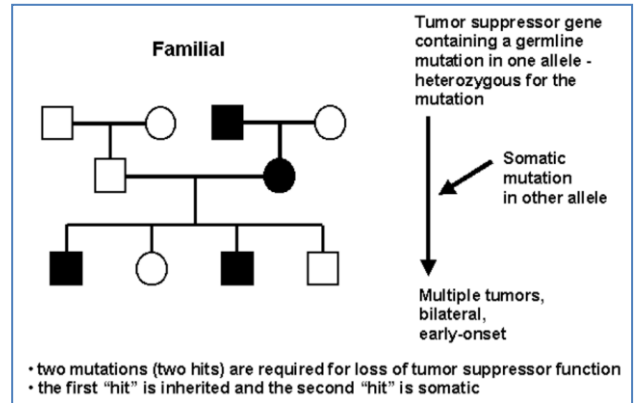 Familial
Tumor suppressor gene
containing a germline
mutation in one allele -
heterozygous for the
mutation
Somatic
mutation
in other allele
Multiple tumors,
bilateral,
early-onset
• two mutations (two hits) are required for loss of tumor suppressor function
• the first “hit” is inherited and the second “hit” is somatic